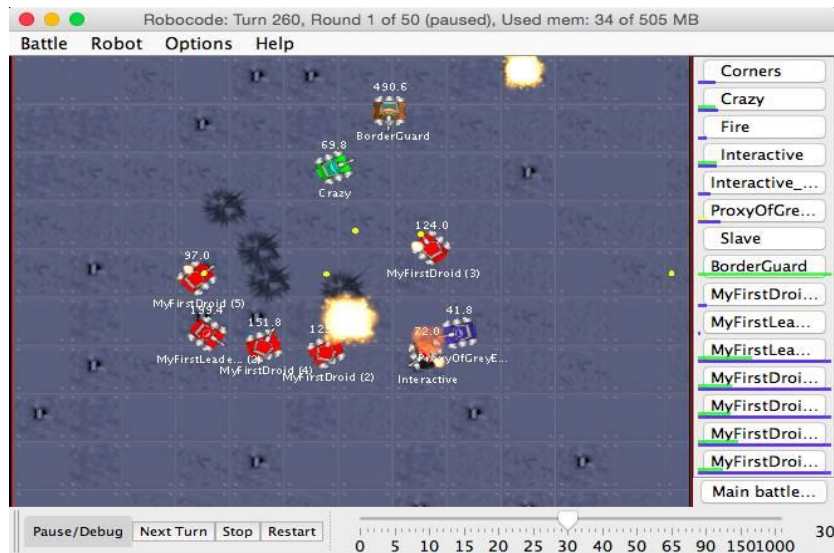 Robocode: Turn 260, Round 1 of 50 (paused), Used mem: 34 of 505 MB
Battle Robot Options Help
490.6
BorderGuard
69.8
Crazy
124.0
MyFirstDroid (3)
97.0
MyFirstDroid (5)
199.4
MyFirstLeade... (2)
151.8
MyFirstDroid (4)
MyFirstDroid (2)
72.0
Interactive
41.8
ProxyOfGreyE...
Corners
Crazy
Fire
Interactive
Interactive_...
ProxyOfGre...
Slave
BorderGuard
MyFirstDroi...
MyFirstLea...
MyFirstLea...
MyFirstDroi...
MyFirstDroi...
MyFirstDroi...
MyFirstDroi...
Main battle...
Pause/Debug Next Turn Stop Restart
0 5 10 15 20 25 30 40 50 65 90 150 1000
30